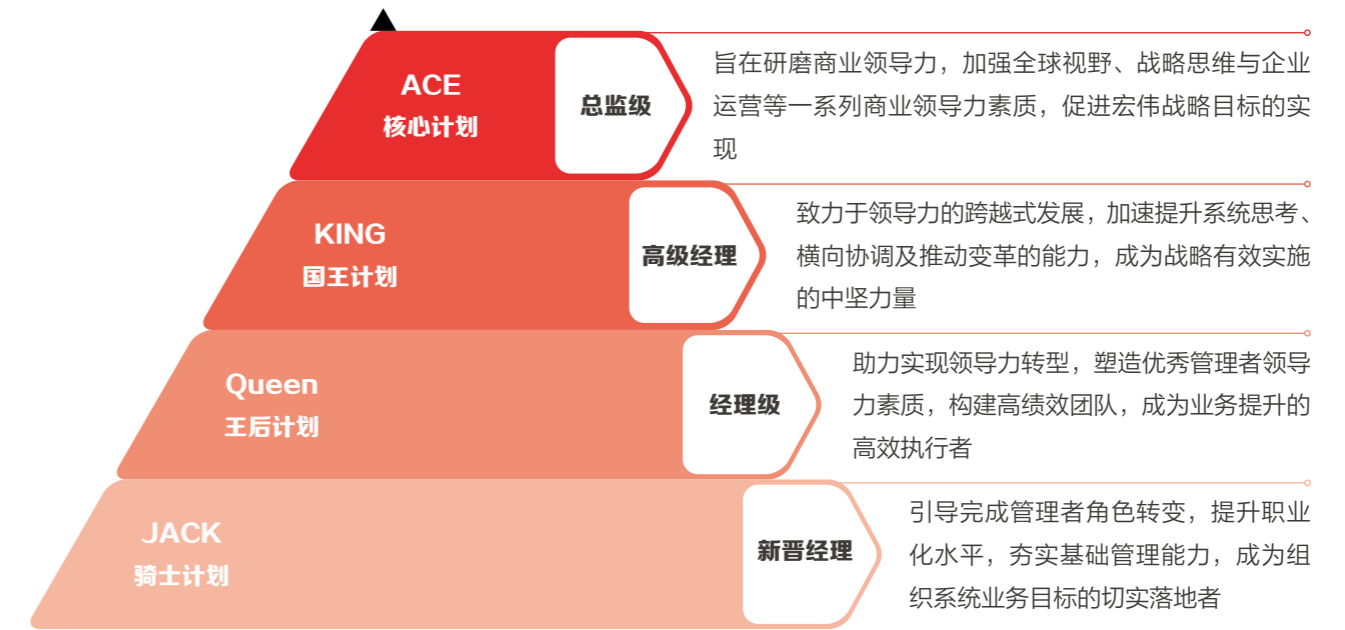 ACE
核心计划
总监级
旨在研磨商业领导力，加强全球视野、战略思维与企业
运营等一系列商业领导力素质，促进宏伟战略目标的实
现
KING
国王计划
高级经理
致力于领导力的跨越式发展，加速提升系统思考、
横向协调及推动变革的能力，成为战略有效实施
的中坚力量
Queen
王后计划
经理级
助力实现领导力转型，塑造优秀管理者领导
力素质，构建高绩效团队，成为业务提升的
高效执行者
JACK
骑士计划
新晋经理
引导完成管理者角色转变，提升职业
化水平，夯实基础管理能力，成为组
织系统业务目标的切实落地者